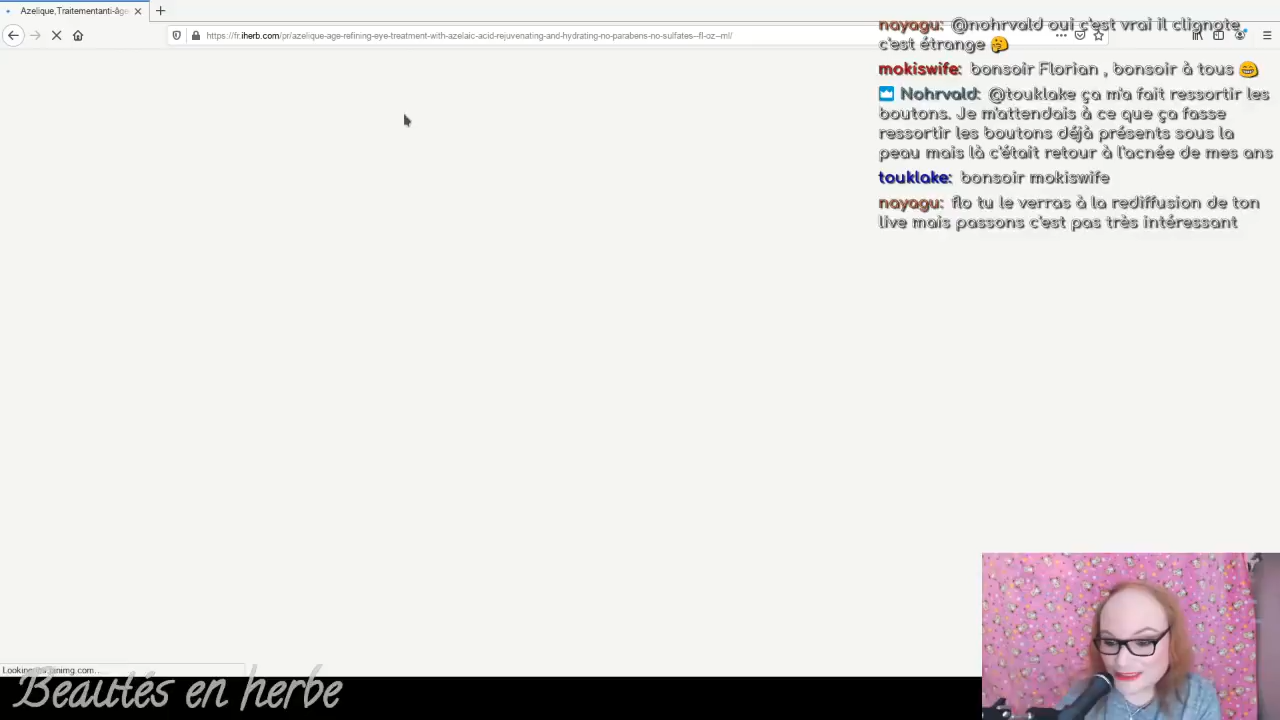 Azelique,Traitementanti-âge
https://fr.iherb.com/pr/azelique-age-refining-eye-treatment-with-azelaic-acid-rejuvenating-and-hydrating-no-parabens-no-sulfates--fl-oz--ml/
nayagu: @nohrvald oui c'est vrai il clignote
c'est étrange 🤔
mokiswife: bonsoir Florian , bonsoir à tous 😁
Nohrvald: @touklake ça m'a fait ressortir les
boutons. Je m'attendais à ce que ça fasse
ressortir les boutons déjà présents sous la
peau mais là c'était retour à l'acnée de mes ans
touklake: bonsoir mokiswife
nayagu: flo tu le verras à la rediffusion de ton
live mais passons c'est pas très intéressant
Beautés en herbe